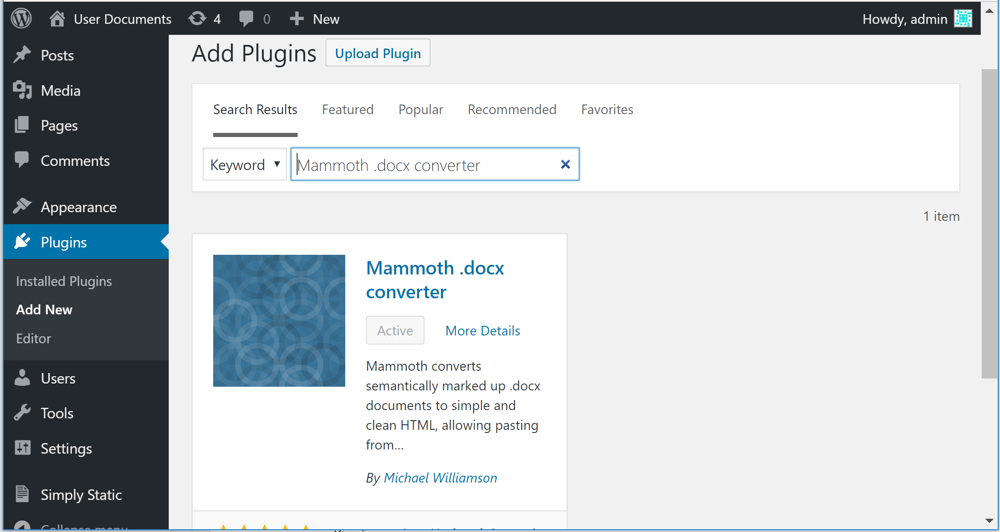 User Documents 4 0 New Howdy, admin
Posts
Media
Pages
Comments
Appearance
Plugins
Installed Plugins
Add New
Editor
Users
Tools
Settings
Simply Static
Collapse menu
Add Plugins Upload Plugin
Search Results Featured Popular Recommended Favorites
Keyword Mammoth .docx converter
1 item
Mammoth .docx
converter
Active More Details
Mammoth converts
semantically marked up .docx
documents to simple and
clean HTML, allowing pasting
from...
By Michael Williamson